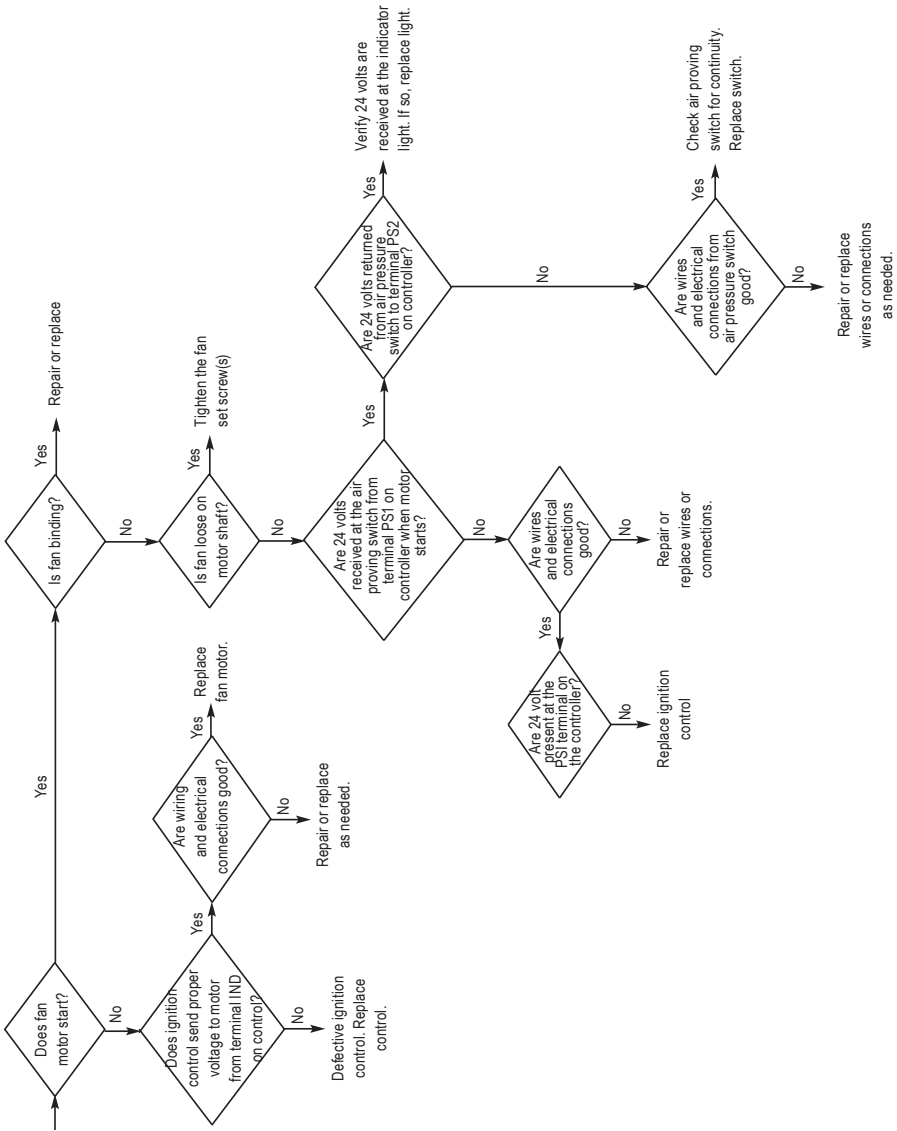 Does fan
motor start?
Yes
No
Is fan binding?
Yes
Repair or replace
No
Does ignition
control send proper
voltage to motor
from terminal IND
on control?
Yes
No
Defective ignition
control. Replace
control.
Are wiring
and electrical
connections good?
Yes
Replace
fan motor.
No
Repair or replace
as needed.
Is fan loose on
motor shaft?
Yes
Tighten the fan
set screw(s)
No
Are 24 volts
received at the air
proving switch from
terminal PS1 on
controller when motor
starts?
Yes
No
Are 24 volts returned
from air pressure
switch to terminal PS2
on controller?
Yes
Verify 24 volts are
received at the indicator
light. If so, replace light.
No
Are wires
and electrical
connections
good?
Yes
No
Repair or
replace wires or
connections.
Are 24 volt
present at the
PSI terminal on
the controller?
No
Replace ignition
control
Are wires
and electrical
connections from
air pressure switch
good?
Yes
Check air proving
switch for continuity.
Replace switch.
No
Repair or replace
wires or connections
as needed.